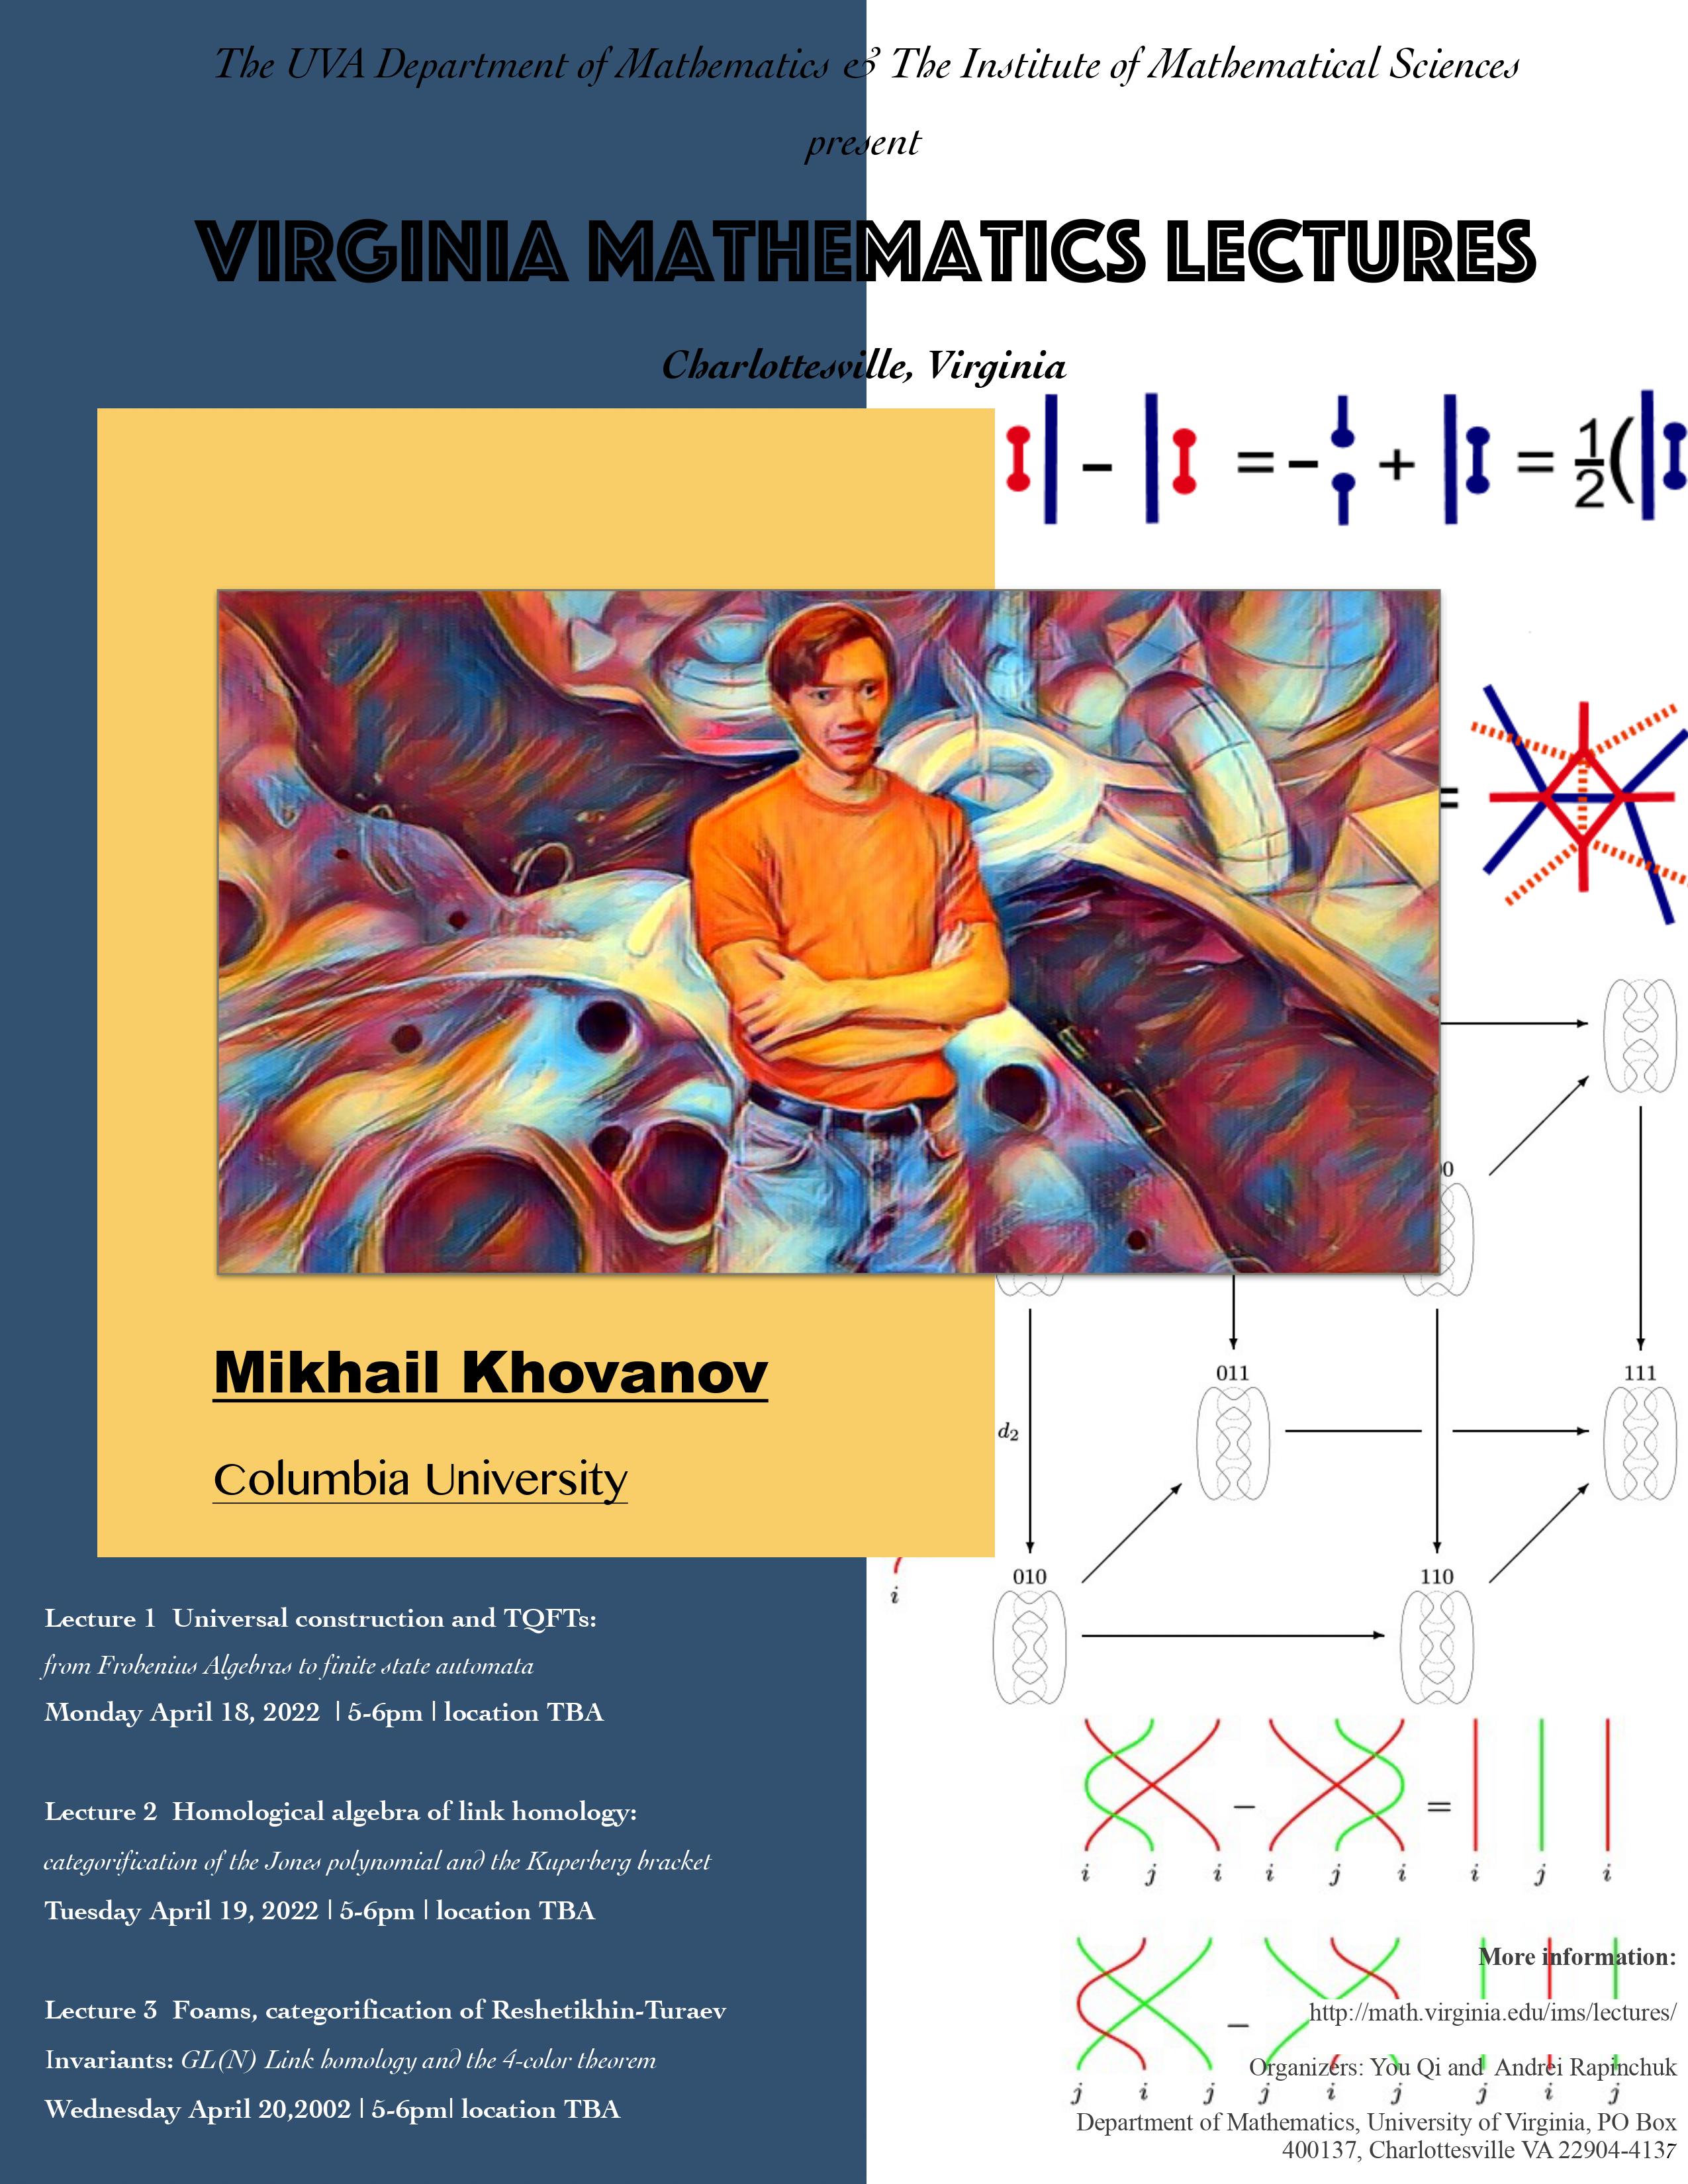 The UVA Department of Mathematics & The Institute of Mathematical Sciences
present
VIRGINIA MATHEMATICS LECTURES
Charlottesville, Virginia
- = - + = 1/2 (
=
0
011
111
d₂
010
110
i
Mikhail Khovanov
Columbia University
Lecture 1 Universal construction and TQFTs:
from Frobenius Algebras to finite state automata
Monday April 18, 2022 | 5-6pm | location TBA
Lecture 2 Homological algebra of link homology:
categorification of the Jones polynomial and the Kuperberg bracket
Tuesday April 19, 2022 | 5-6pm | location TBA
Lecture 3 Foams, categorification of Reshetikhin-Turaev
Invariants: GL(N) Link homology and the 4-color theorem
Wednesday April 20,2002 | 5-6pm| location TBA
- =
i j i i j i i j i
-
j i j j i j j i j
More information:
http://math.virginia.edu/ims/lectures/
Organizers: You Qi and Andrei Rapinchuk
Department of Mathematics, University of Virginia, PO Box
400137, Charlottesville VA 22904-4137